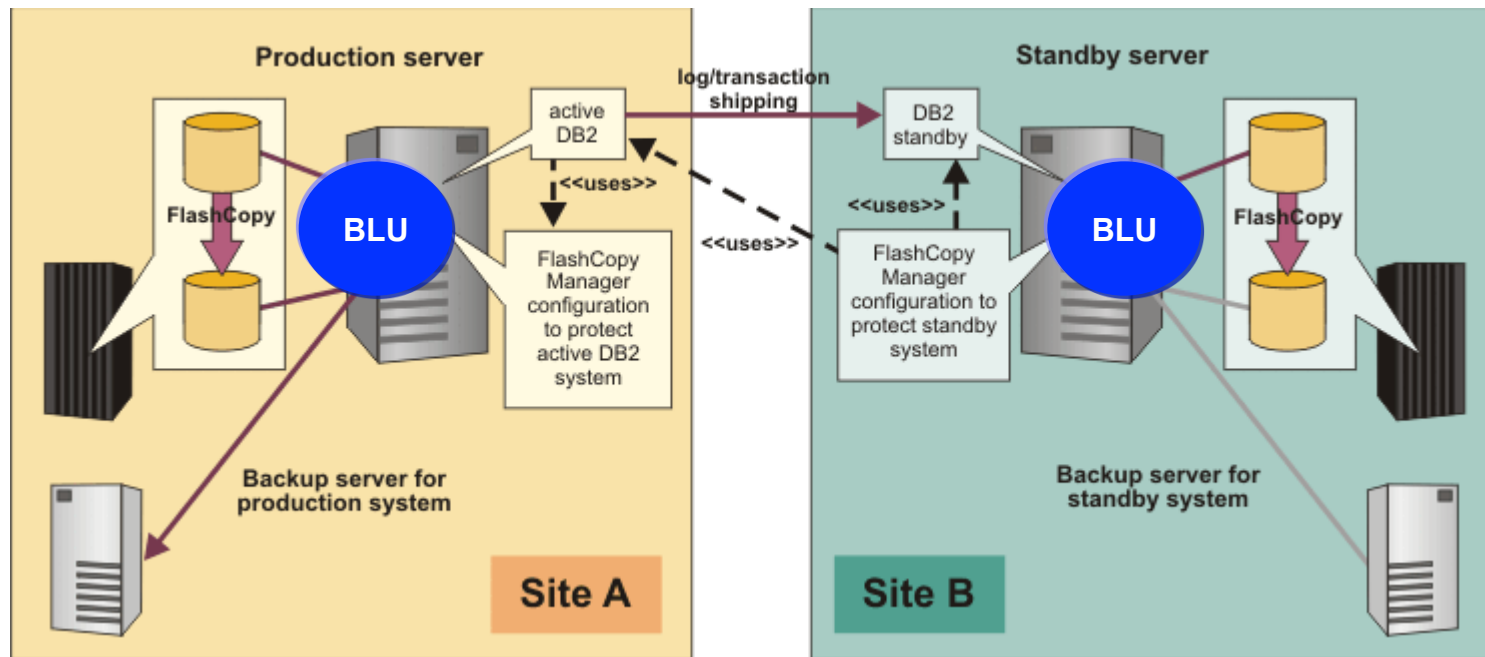 Production server
active
DB2
<<uses>>
FlashCopy
BLU
FlashCopy
Manager
configuration
to protect
active DB2
system
Backup server for
production system
Site A
log/transaction
shipping
<<uses>>
Standby server
DB2
standby
<<uses>>
FlashCopy
Manager
configuration to
protect standby
system
BLU
FlashCopy
Backup server for
standby system
Site B